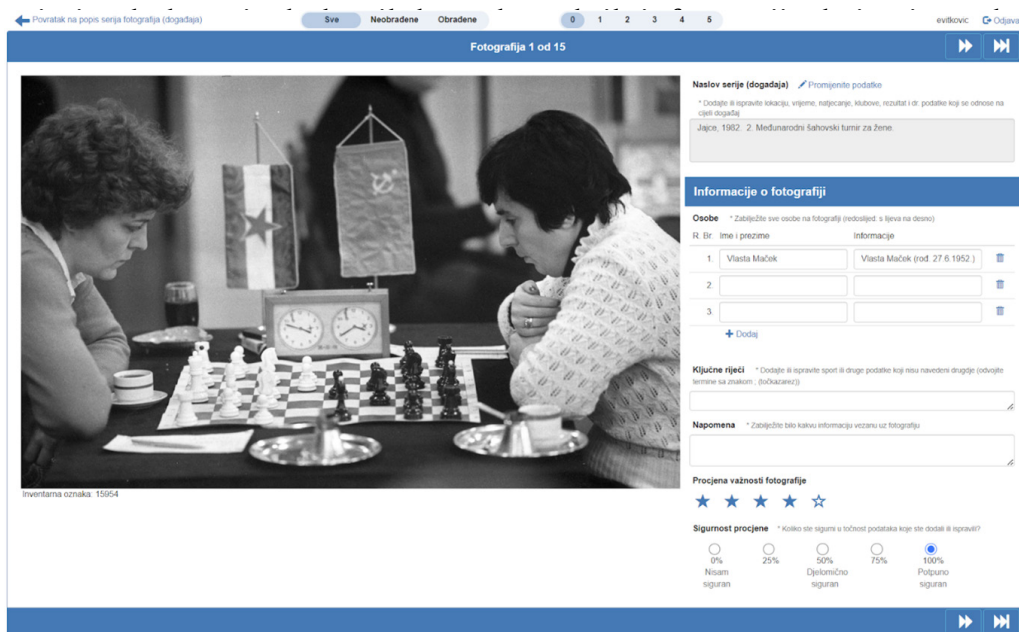 Povratak na popis serija fotografija (događaja) Sve Neobrađene Obrađene 0 1 2 3 4 5 evitkovic Odjava
Fotografija 1 od 15
Naslov serije (događaja) Promijenite podatke
* Dodajte ili ispravite lokaciju, vrijeme, natjecanje, klubove, rezultat i dr. podatke koji se odnose na
cijeli događaj
Jajce, 1982. 2. Međunarodni šahovski turnir za žene.
Informacije o fotografiji
Osobe * Zabilježite sve osobe na fotografiji (redoslijed: s lijeva na desno)
R. Br Ime i prezime Informacije
1. Vlasta Maček Vlasta Maček (rođ. 27.6.1952.)
2.
3.
+ Dodaj
Ključne riječi * Dodajte ili ispravite sport ili druge podatke koji nisu navedeni drugdje (odvojite
termine sa znakom ; (točkazarez))
Napomena * Zabilježite bilo kakvu informaciju vezanu uz fotografiju
Inventarna oznaka: 15954
Procjena važnosti fotografije
Sigurnost procjene * Koliko ste sigurni u točnost podataka koje ste dodali ili ispravili?
0% 25% 50% 75% 100%
Nisam Djelomično Potpuno
siguran siguran siguran